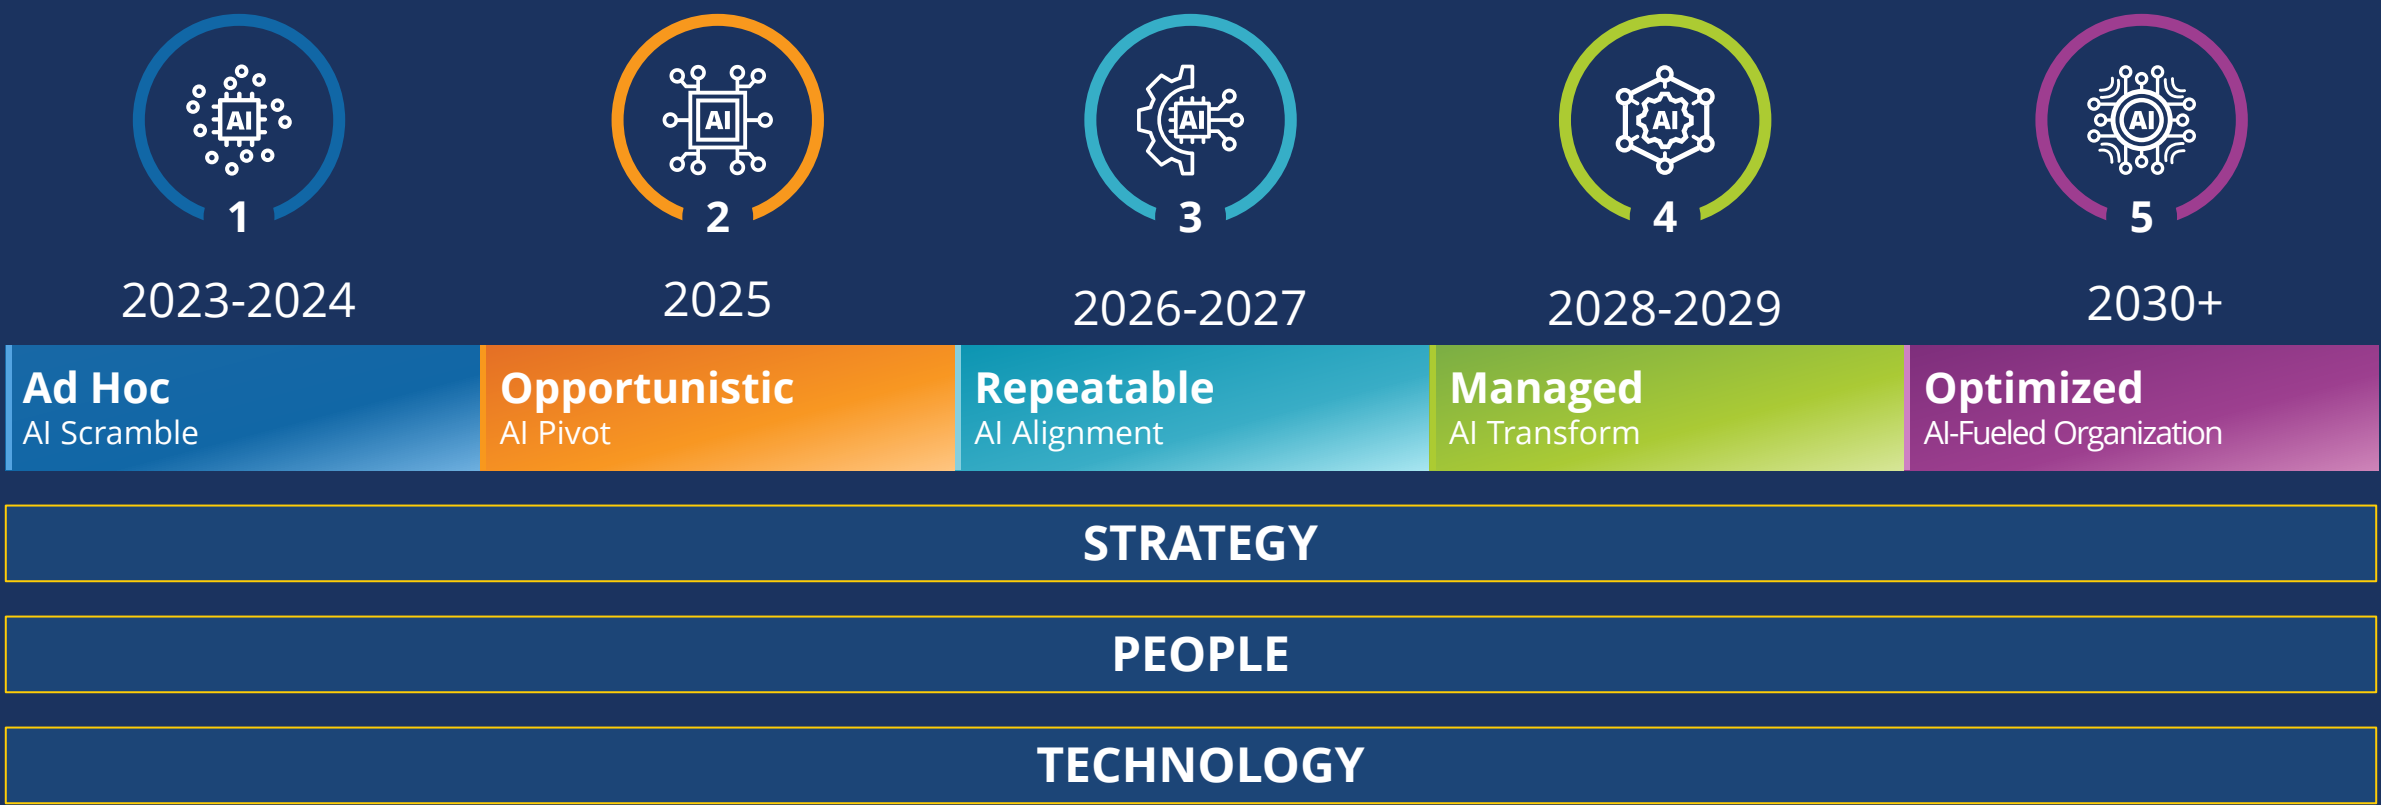 AI
AI
AI
AI
AI
1
2
3
4
5
2023-2024
2025
2026-2027
2028-2029
2030+
Ad Hoc
AI Scramble
Opportunistic
AI Pivot
Repeatable
AI Alignment
Managed
AI Transform
Optimized
AI-Fueled Organization
STRATEGY
PEOPLE
TECHNOLOGY